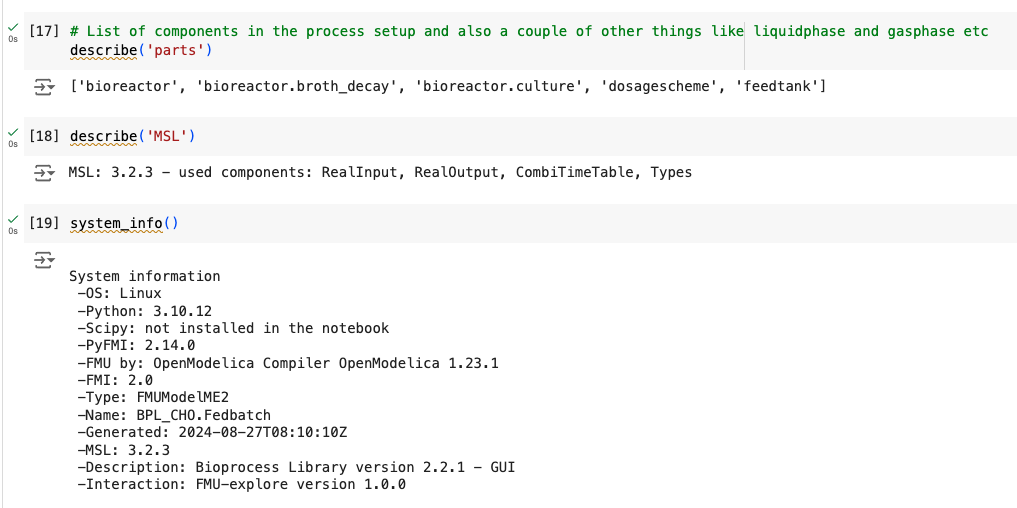 [17] # List of components in the process setup and also a couple of other things like liquidphase and gasphase etc
0s describe('parts')
['bioreactor', 'bioreactor.broth_decay', 'bioreactor.culture', 'dosagescheme', 'feedtank']
[18] describe('MSL')
0s
MSL: 3.2.3 – used components: RealInput, RealOutput, CombiTimeTable, Types
[19] system_info()
0s
System information
–OS: Linux
–Python: 3.10.12
–Scipy: not installed in the notebook
–PyFMI: 2.14.0
–FMU by: OpenModelica Compiler OpenModelica 1.23.1
–FMI: 2.0
–Type: FMUModelME2
–Name: BPL_CHO.Fedbatch
–Generated: 2024-08-27T08:10:10Z
–MSL: 3.2.3
–Description: Bioprocess Library version 2.2.1 – GUI
–Interaction: FMU-explore version 1.0.0